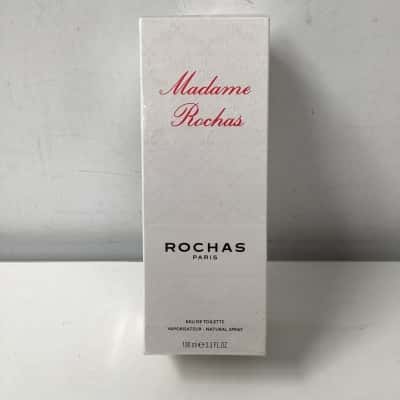 Madame
Rochas
ROCHAS
PARIS
EAU DE TOILETTE
VAPORISATEUR - NATURAL SPRAY
100 ml e 3.3 FL.OZ